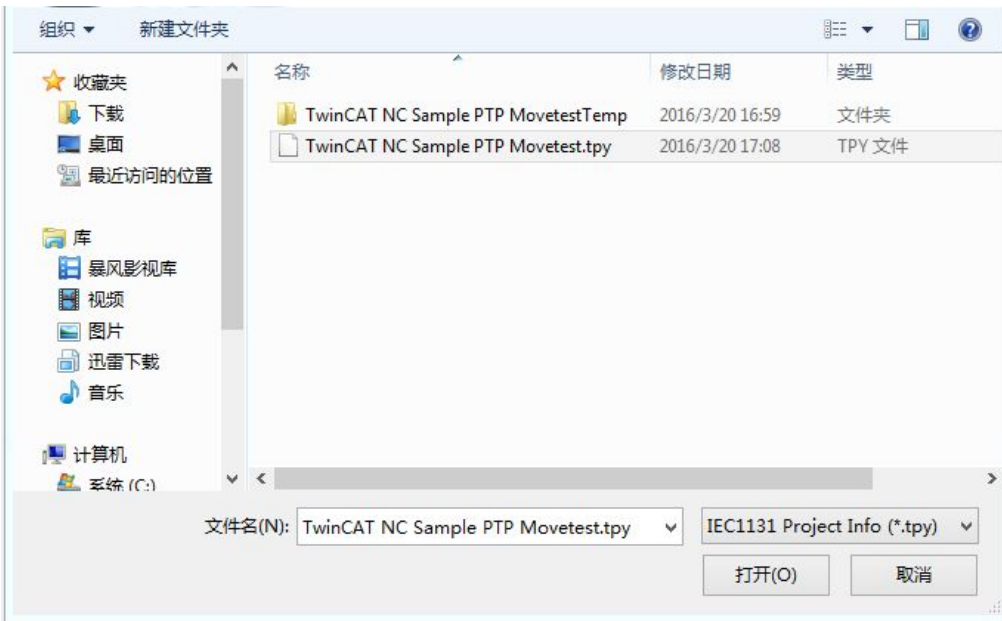 组织 新建文件夹
收藏夹
下载
桌面
最近访问的位置
库
暴风影视库
视频
图片
迅雷下载
音乐
计算机
系统 (C:)
名称 修改日期 类型
TwinCAT NC Sample PTP MovetestTemp 2016/3/20 16:59 文件夹
TwinCAT NC Sample PTP Movetest.tpy 2016/3/20 17:08 TPY 文件
文件名(N): TwinCAT NC Sample PTP Movetest.tpy IEC1131 Project Info (*.tpy)
打开(O) 取消